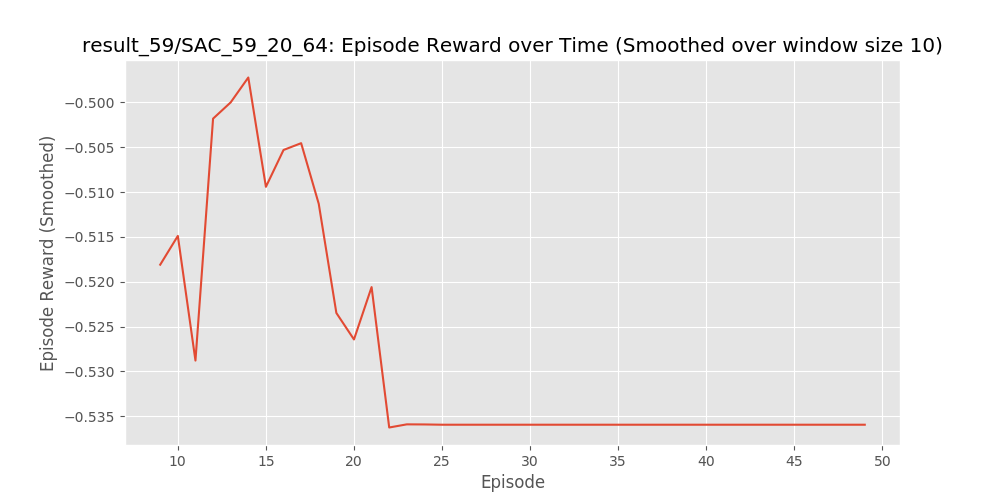 result_59/SAC_59_20_64: Episode Reward over Time (Smoothed over window size 10)
Episode Reward (Smoothed)
−0.500
−0.505
−0.510
−0.515
−0.520
−0.525
−0.530
−0.535
10 15 20 25 30 35 40 45 50
Episode